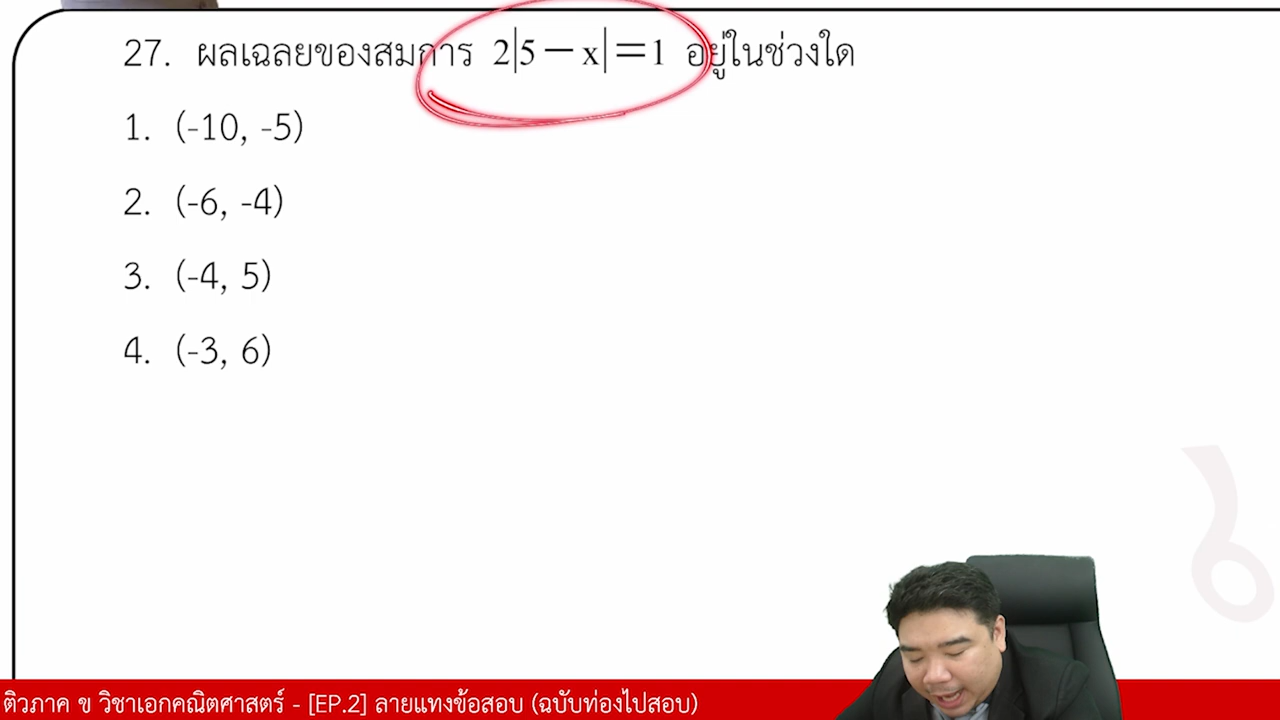 27. ผลเฉลยของสมการ 2|5 − x| = 1 อยู่ในช่วงใด
1. (-10, -5)
2. (-6, -4)
3. (-4, 5)
4. (-3, 6)
ติวภาค ข วิชาเอกคณิตศาสตร์ - [EP.2] ลายแทงข้อสอบ (ฉบับท่องไปสอบ)